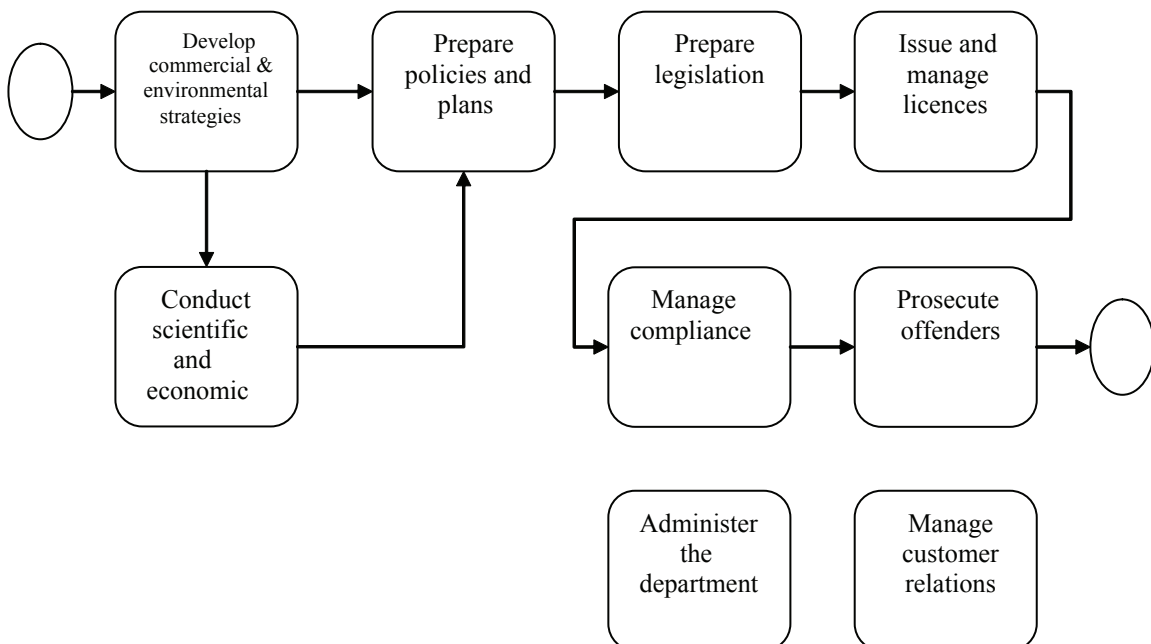 Develop
commercial &
environmental
strategies
Prepare
policies and
plans
Prepare
legislation
Issue and
manage
licences
Conduct
scientific
and
economic
Manage
compliance
Prosecute
offenders
Administer
the
department
Manage
customer
relations